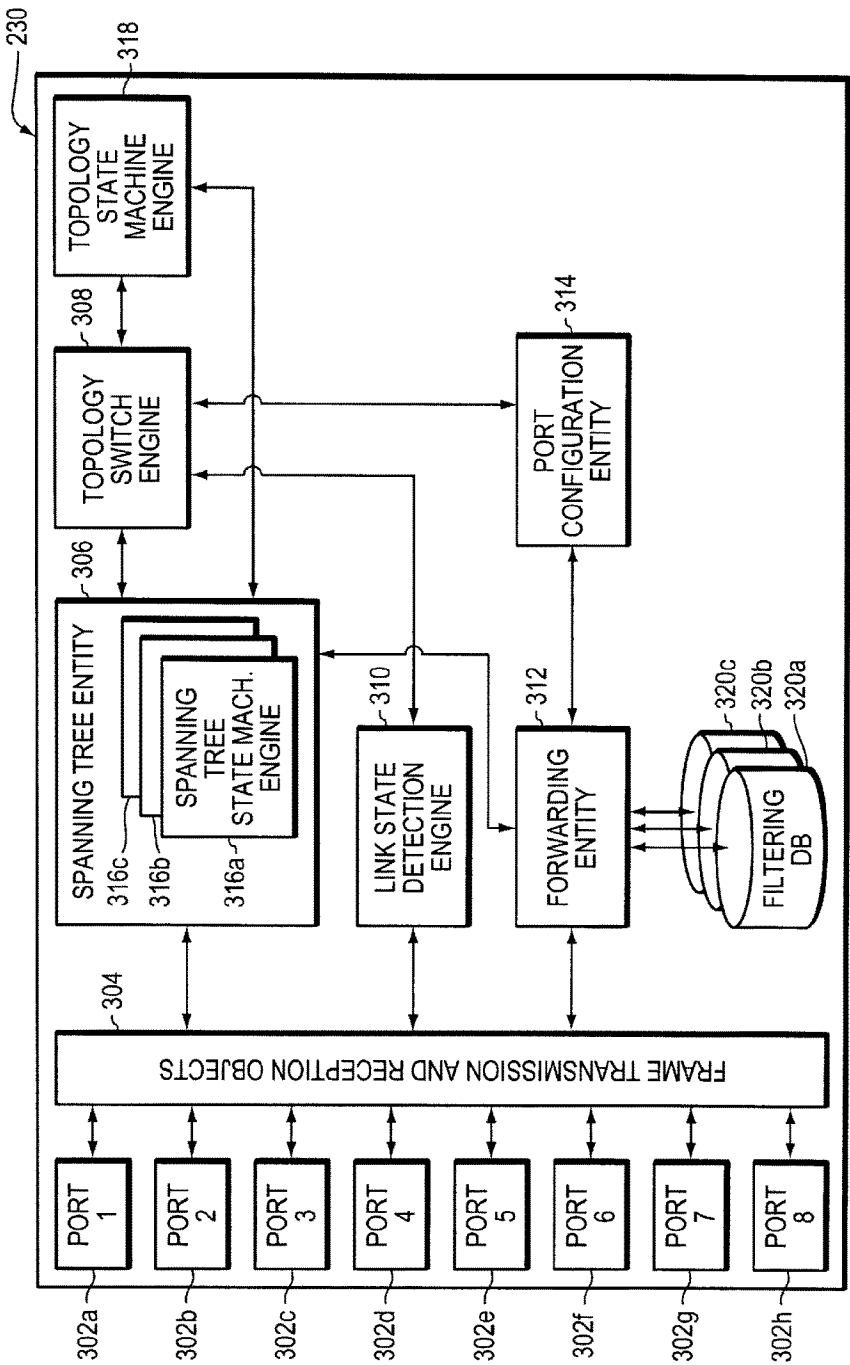 230
318
TOPOLOGY
STATE
MACHINE
ENGINE
308
TOPOLOGY
SWITCH
ENGINE
314
PORT
CONFIGURATION
ENTITY
306
SPANNING TREE ENTITY
316c
316b
316a
SPANNING
TREE
STATE MACH.
ENGINE
310
LINK STATE
DETECTION
ENGINE
312
FORWARDING
ENTITY
320c
320b
320a
FILTERING
DB
304
FRAME TRANSMISSION AND RECEPTION OBJECTS
PORT
1
PORT
2
PORT
3
PORT
4
PORT
5
PORT
6
PORT
7
PORT
8
302a
302b
302c
302d
302e
302f
302g
302h